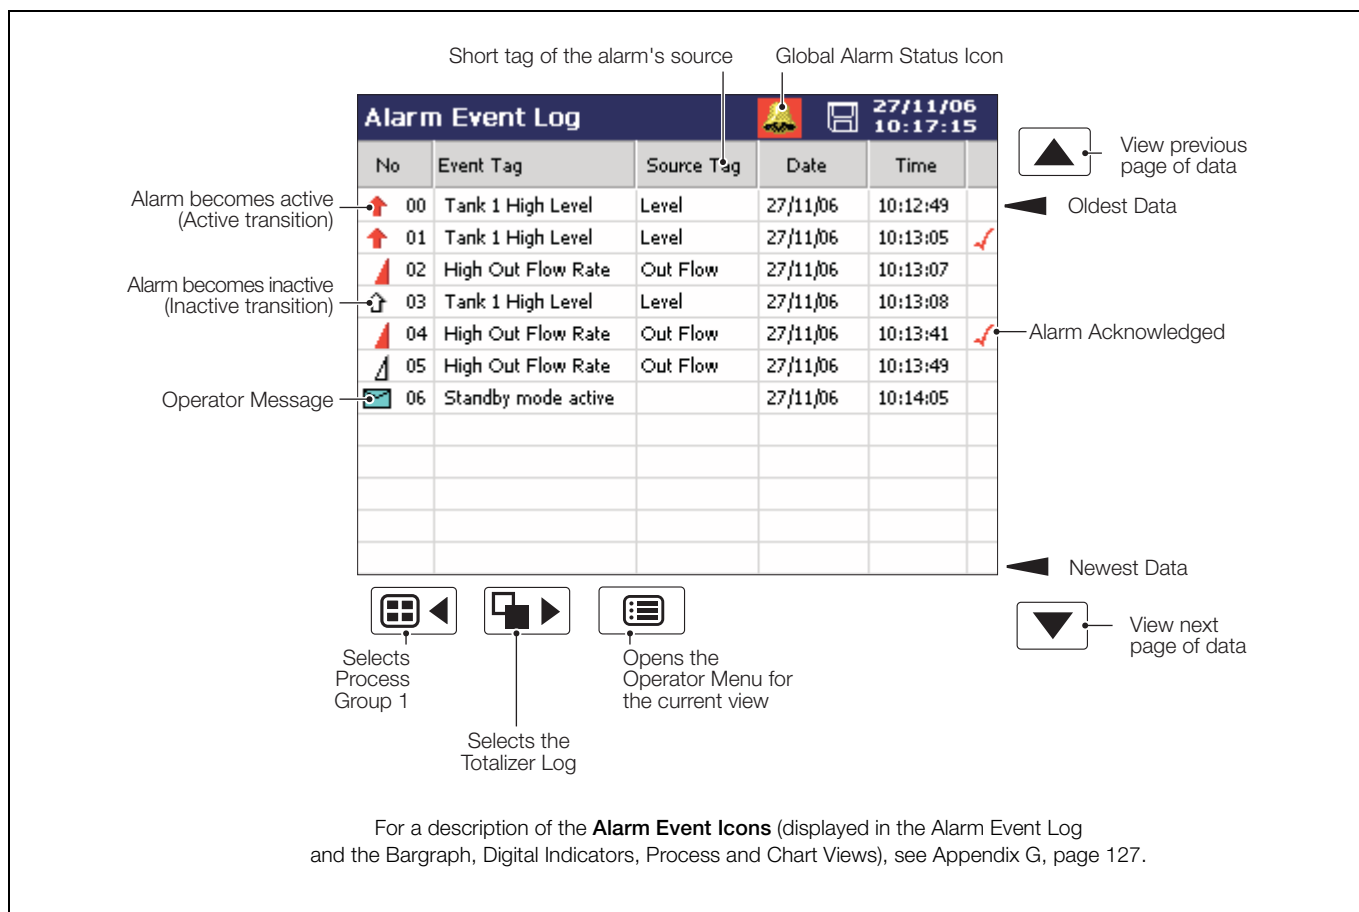 Short tag of the alarm's source
Global Alarm Status Icon
Alarm Event Log
27/11/06
10:17:15
View previous
page of data
No Event Tag Source Tag Date Time
Alarm becomes active
(Active transition)
00 Tank 1 High Level Level 27/11/06 10:12:49
Oldest Data
01 Tank 1 High Level Level 27/11/06 10:13:05
02 High Out Flow Rate Out Flow 27/11/06 10:13:07
Alarm becomes inactive
(Inactive transition)
03 Tank 1 High Level Level 27/11/06 10:13:08
04 High Out Flow Rate Out Flow 27/11/06 10:13:41
Alarm Acknowledged
05 High Out Flow Rate Out Flow 27/11/06 10:13:49
Operator Message
06 Standby mode active 27/11/06 10:14:05
Newest Data
View next
page of data
Selects
Process
Group 1
Selects the
Totalizer Log
Opens the
Operator Menu for
the current view
For a description of the Alarm Event Icons (displayed in the Alarm Event Log
and the Bargraph, Digital Indicators, Process and Chart Views), see Appendix G, page 127.